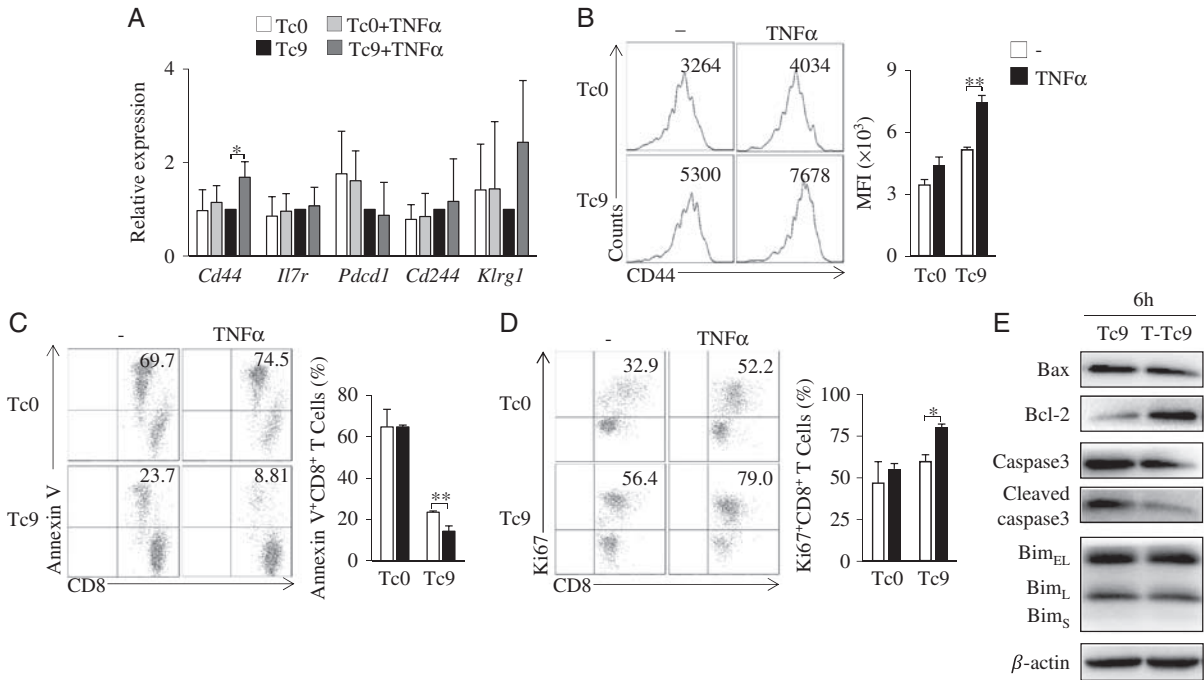 A
Tc0
Tc0+TNFα
Tc9
Tc9+TNFα
Relative expression
4
2
0
*
Cd44
Il7r
Pdcd1
Cd244
Klrg1
B
–
TNFα
Tc0
3264
4034
Tc9
5300
7678
Counts
CD44
MFI (×10³)
9
6
3
0
**
Tc0
Tc9
-
TNFα
C
-
TNFα
Tc0
69.7
74.5
Tc9
23.7
8.81
Annexin V
CD8
Annexin V⁺CD8⁺ T Cells (%)
80
60
40
20
0
**
Tc0
Tc9
D
-
TNFα
Tc0
32.9
52.2
Tc9
56.4
79.0
Ki67
CD8
Ki67⁺CD8⁺ T Cells (%)
100
75
50
25
0
*
Tc0
Tc9
E
6h
Tc9
T-Tc9
Bax
Bcl-2
Caspase3
Cleaved
caspase3
Bim_EL
Bim_L
Bim_S
β-actin